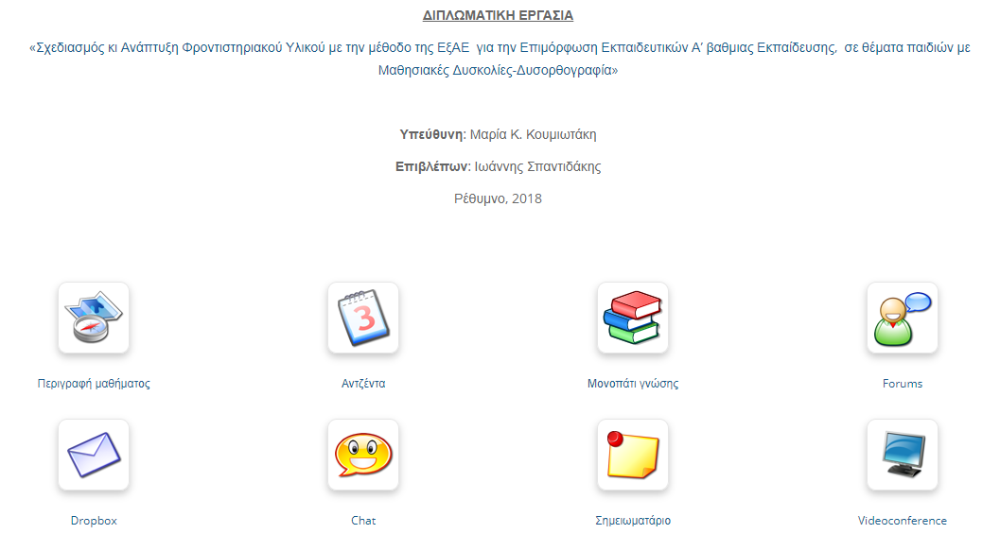 ΔΙΠΛΩΜΑΤΙΚΗ ΕΡΓΑΣΙΑ
«Σχεδιασμός κι Ανάπτυξη Φροντιστηριακού Υλικού με την μέθοδο της ΕξΑΕ για την Επιμόρφωση Εκπαιδευτικών Α’ βαθμιας Εκπαίδευσης, σε θέματα παιδιών με
Μαθησιακές Δυσκολίες-Δυσορθογραφία»
Υπεύθυνη: Μαρία Κ. Κουμιωτάκη
Επιβλέπων: Ιωάννης Σπαντιδάκης
Ρέθυμνο, 2018
3
Περιγραφή μαθήματος
Αντζέντα
Μονοπάτι γνώσης
Forums
Dropbox
Chat
Σημειωματάριο
Videoconference